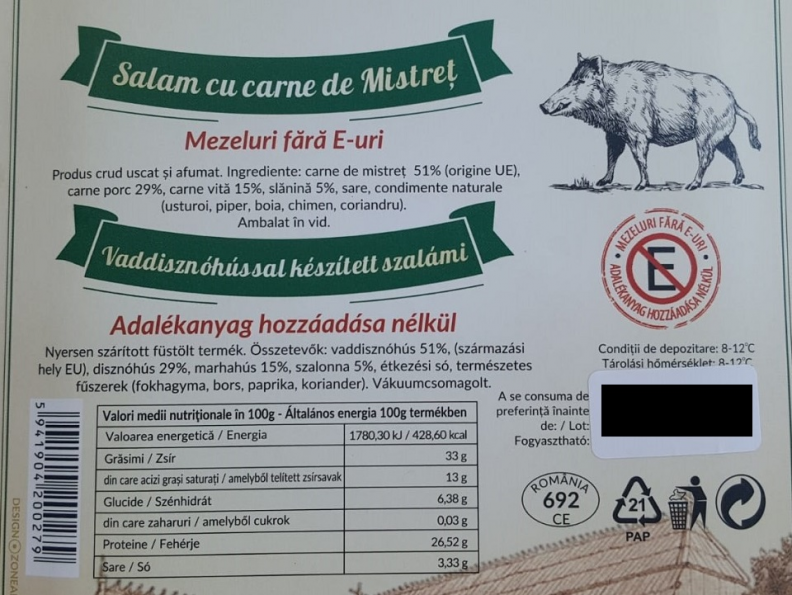 Salam cu carne de Mistreț
Mezeluri fără E-uri
Produs crud uscat și afumat. Ingrediente: carne de mistreț 51% (origine UE),
carne porc 29%, carne vită 15%, slănină 5%, sare, condimente naturale
(usturoi, piper, boia, chimen, coriandru).
Ambalat în vid.
MEZELURI FĂRĂ E-URI
E
ADALÉKANYAG HOZZÁADÁSA NÉLKÜL
Vaddisznóhússal készített szalámi
Adalékanyag hozzáadása nélkül
Nyersen szárított füstölt termék. Összetevők: vaddisznóhús 51%, (származási
hely EU), disznóhús 29%, marhahús 15%, szalonna 5%, étkezési só, természetes
fűszerek (fokhagyma, bors, paprika, koriander). Vákuumcsomagolt.
Condiții de depozitare: 8-12°C
Tárolási hőmérséklet: 8-12°C
A se consuma de
preferință înainte
de: / Lot:
Fogyasztható:
Valori medii nutriționale în 100g - Általános energia 100g termékben
Valoarea energetică / Energia 1780,30 kJ / 428,60 kcal
Grăsimi / Zsír 33 g
din care acizi grași saturați / amelyből telített zsírsavak 13 g
Glucide / Szénhidrát 6,38 g
din care zaharuri / amelyből cukrok 0,03 g
Proteine / Fehérje 26,52 g
Sare / Só 3,33 g
5 941904 200279
DESIGN ZONEA
ROMÂNIA
692
CE
21
PAP